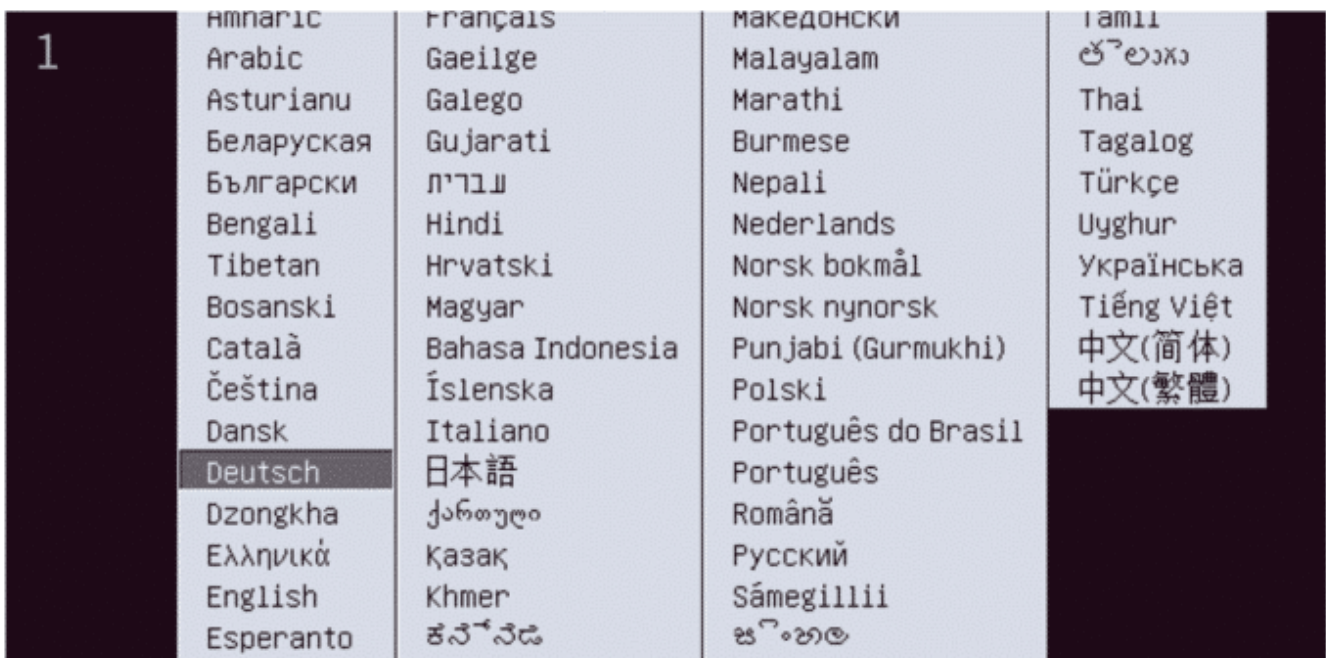 1
Amharic
Arabic
Asturianu
Беларуская
Български
Bengali
Tibetan
Bosanski
Català
Čeština
Dansk
Deutsch
Dzongkha
Ελληνικά
English
Esperanto
Français
Gaeilge
Galego
Gujarati
עברית
Hindi
Hrvatski
Magyar
Bahasa Indonesia
Íslenska
Italiano
日本語
ქართული
Қазақ
Khmer
ಕನ್ನಡ
Македонски
Malayalam
Marathi
Burmese
Nepali
Nederlands
Norsk bokmål
Norsk nynorsk
Punjabi (Gurmukhi)
Polski
Português do Brasil
Português
Română
Русский
Sámegillii
සිංහල
Tamil
తెలుగు
Thai
Tagalog
Türkçe
Uyghur
Українська
Tiếng Việt
中文(简体)
中文(繁體)